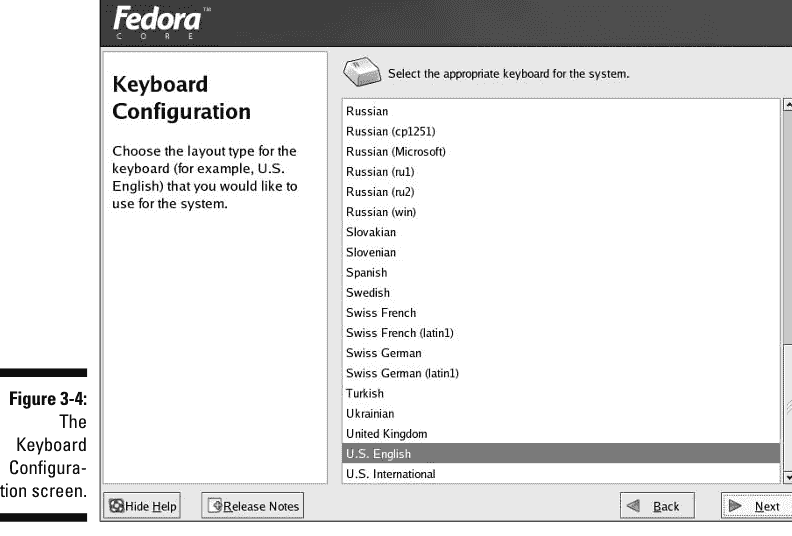 Fedora™
CORE
Keyboard
Configuration
Choose the layout type for the
keyboard (for example, U.S.
English) that you would like to
use for the system.
Select the appropriate keyboard for the system.
Russian
Russian (cp1251)
Russian (Microsoft)
Russian (ru1)
Russian (ru2)
Russian (win)
Slovakian
Slovenian
Spanish
Swedish
Swiss French
Swiss French (latin1)
Swiss German
Swiss German (latin1)
Turkish
Ukrainian
United Kingdom
U.S. English
U.S. International
Hide Help
Release Notes
Back
Next
Figure 3-4:
The
Keyboard
Configura-
tion screen.